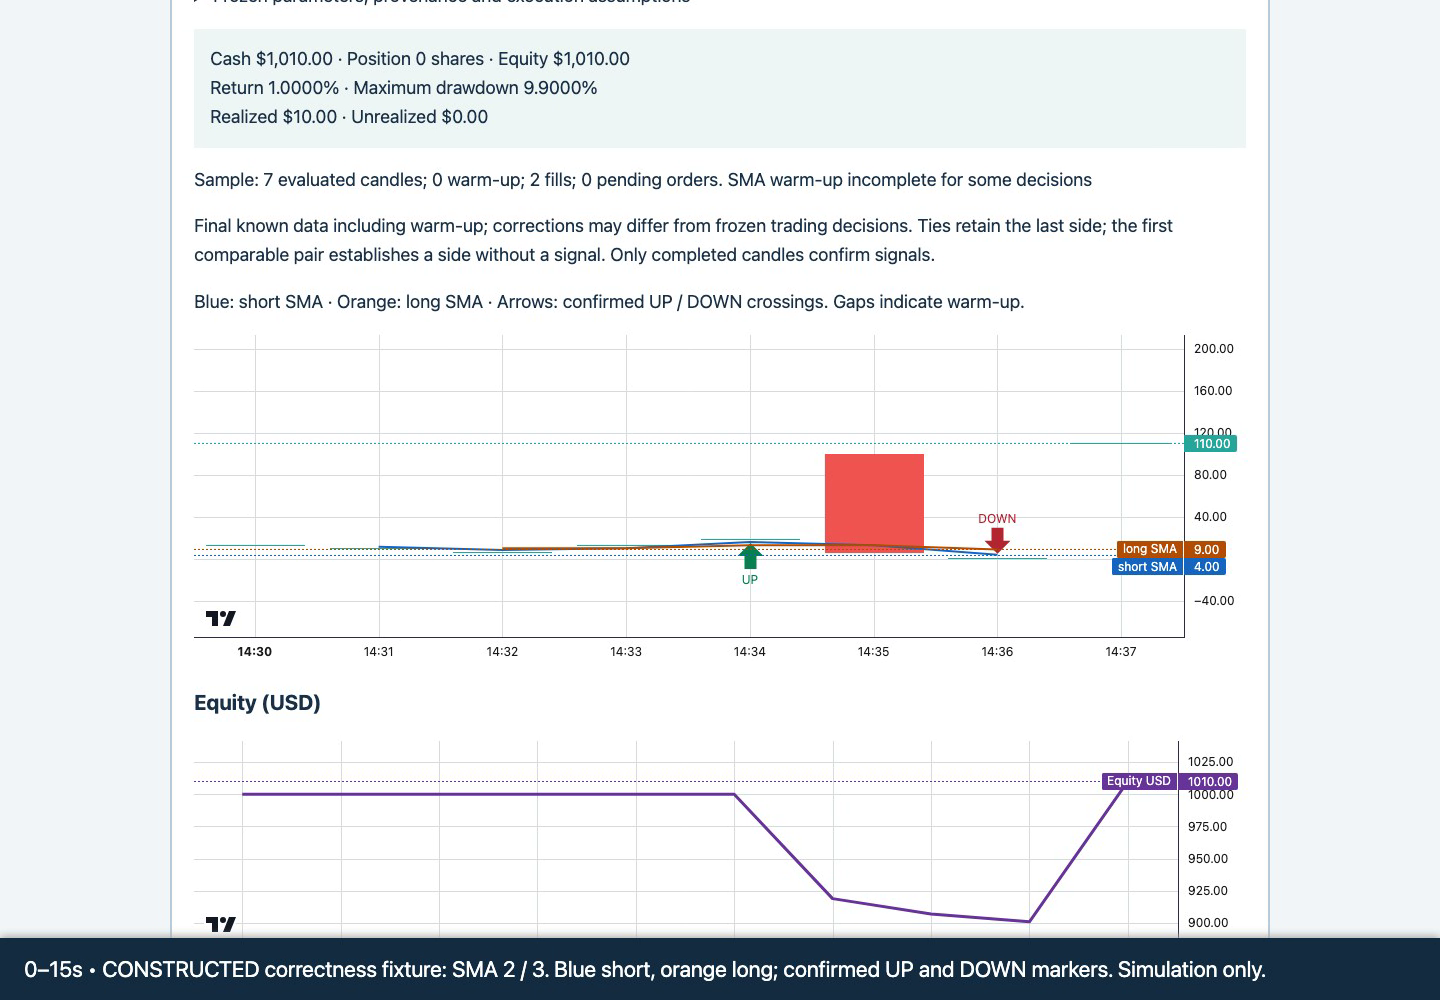 Frozen parameters, provenance and execution assumptions
Cash $1,010.00 · Position 0 shares · Equity $1,010.00
Return 1.0000% · Maximum drawdown 9.9000%
Realized $10.00 · Unrealized $0.00
Sample: 7 evaluated candles; 0 warm-up; 2 fills; 0 pending orders. SMA warm-up incomplete for some decisions
Final known data including warm-up; corrections may differ from frozen trading decisions. Ties retain the last side; the first
comparable pair establishes a side without a signal. Only completed candles confirm signals.
Blue: short SMA · Orange: long SMA · Arrows: confirmed UP / DOWN crossings. Gaps indicate warm-up.
200.00
160.00
120.00
110.00
80.00
40.00
DOWN
long SMA 9.00
short SMA 4.00
UP
−40.00
14:30 14:31 14:32 14:33 14:34 14:35 14:36 14:37
Equity (USD)
1025.00
Equity USD 1010.00
1000.00
975.00
950.00
925.00
900.00
0–15s • CONSTRUCTED correctness fixture: SMA 2 / 3. Blue short, orange long; confirmed UP and DOWN markers. Simulation only.